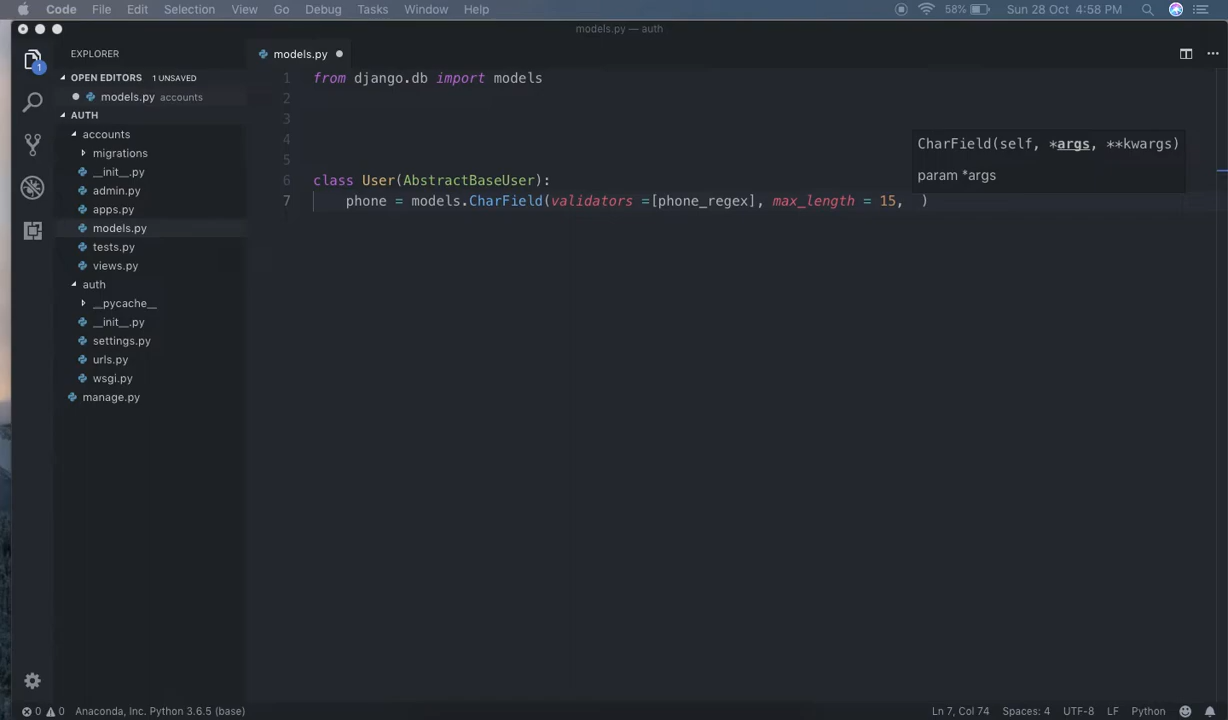 Code File Edit Selection View Go Debug Tasks Window Help 58% Sun 28 Oct 4:58 PM
models.py — auth
EXPLORER
models.py
OPEN EDITORS 1 UNSAVED
models.py accounts
AUTH
accounts
migrations
__init__.py
admin.py
apps.py
models.py
tests.py
views.py
auth
__pycache__
__init__.py
settings.py
urls.py
wsgi.py
manage.py
1
1 from django.db import models
2
3
4
5
6 class User(AbstractBaseUser):
7 phone = models.CharField(validators =[phone_regex], max_length = 15, )
CharField(self, *args, **kwargs)
param *args
0 0 Anaconda, Inc. Python 3.6.5 (base) Ln 7, Col 74 Spaces: 4 UTF-8 LF Python